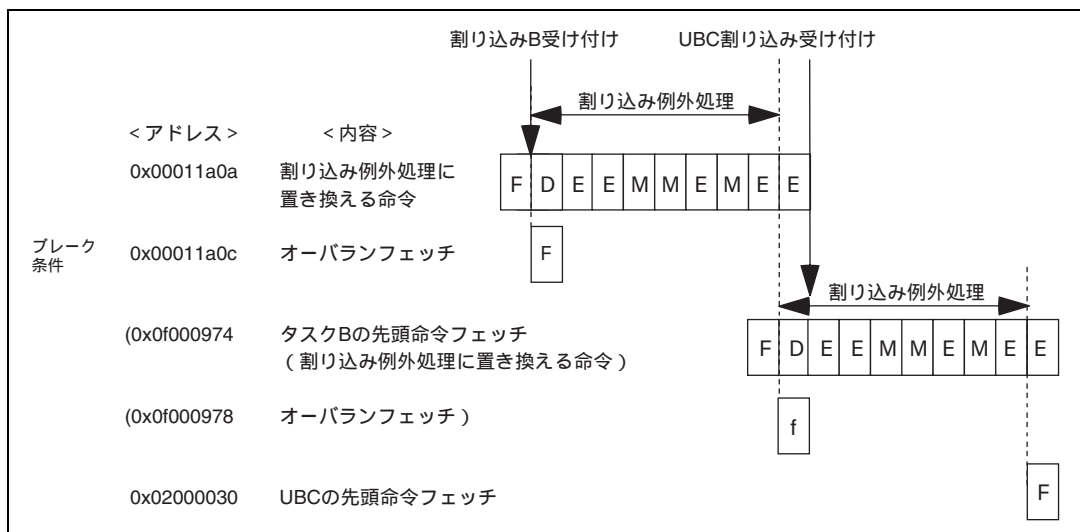 割り込みB受け付け UBC割り込み受け付け
割り込み例外処理
<アドレス> <内容>
0x00011a0a 割り込み例外処理に
置き換える命令
F D E E M M E M E E
ブレーク
条件
0x00011a0c オーバランフェッチ F
割り込み例外処理
(0x0f000974 タスクBの先頭命令フェッチ
(割り込み例外処理に置き換える命令)
F D E E M M E M E E
(0x0f000978 オーバランフェッチ) f
0x02000030 UBCの先頭命令フェッチ F